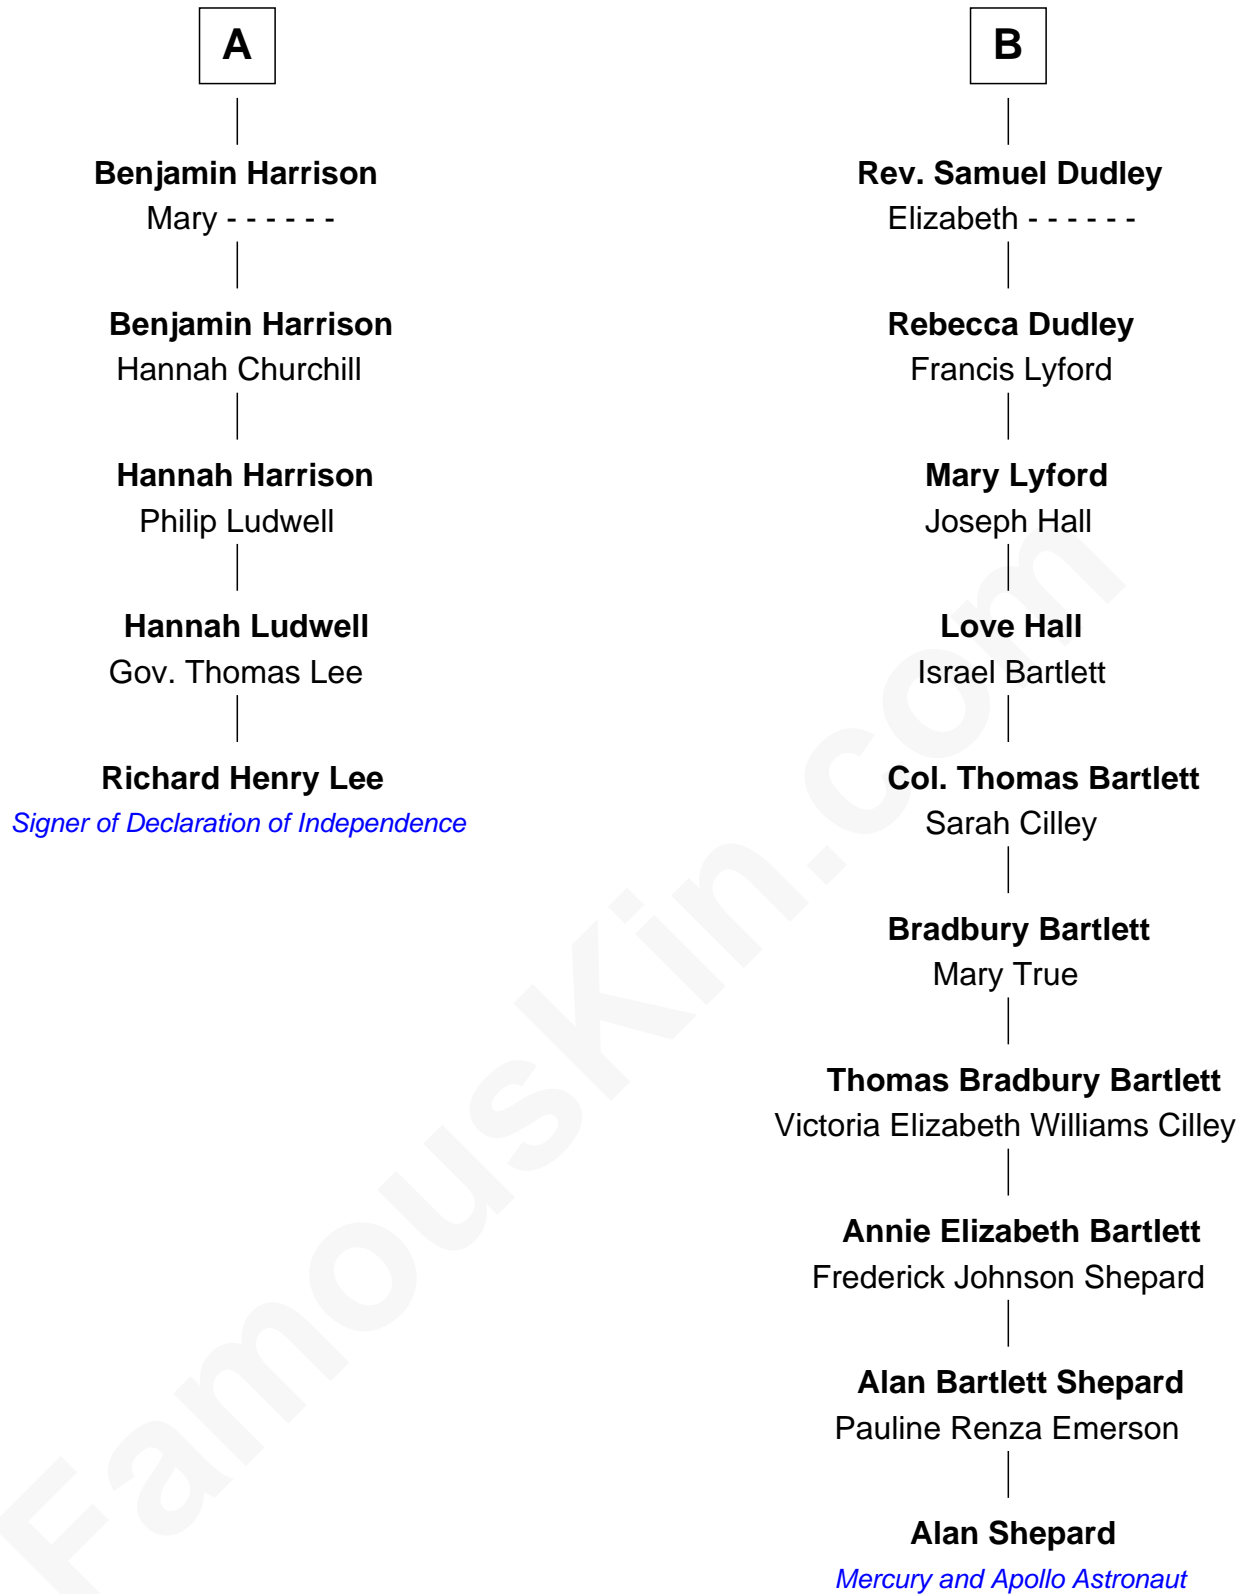 A
Benjamin Harrison
Mary - - - - - -
Benjamin Harrison
Hannah Churchill
Hannah Harrison
Philip Ludwell
Hannah Ludwell
Gov. Thomas Lee
Richard Henry Lee
Signer of Declaration of Independence
B
Rev. Samuel Dudley
Elizabeth - - - - - -
Rebecca Dudley
Francis Lyford
Mary Lyford
Joseph Hall
Love Hall
Israel Bartlett
Col. Thomas Bartlett
Sarah Cilley
Bradbury Bartlett
Mary True
Thomas Bradbury Bartlett
Victoria Elizabeth Williams Cilley
Annie Elizabeth Bartlett
Frederick Johnson Shepard
Alan Bartlett Shepard
Pauline Renza Emerson
Alan Shepard
Mercury and Apollo Astronaut
FamousKin.com